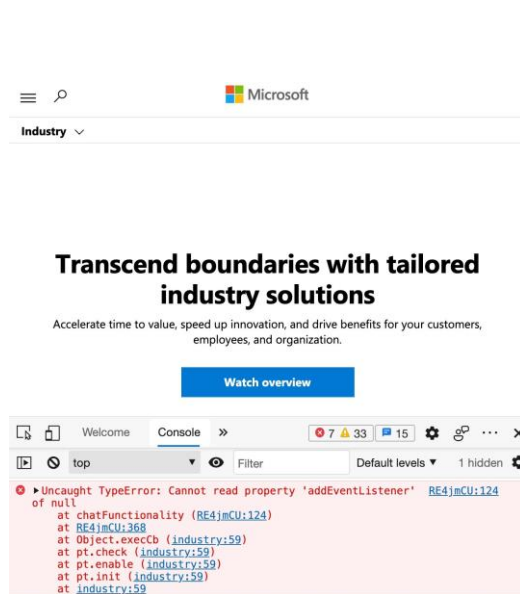 Microsoft
Industry
Transcend boundaries with tailored
industry solutions
Accelerate time to value, speed up innovation, and drive benefits for your customers,
employees, and organization.
Watch overview
Welcome Console » 7 33 15
top Filter Default levels ▼ 1 hidden
Uncaught TypeError: Cannot read property 'addEventListener' RE4jmCU:124
of null
at chatFunctionality (RE4jmCU:124)
at RE4jmCU:368
at Object.execCb (industry:59)
at pt.check (industry:59)
at pt.enable (industry:59)
at pt.init (industry:59)
at industry:59